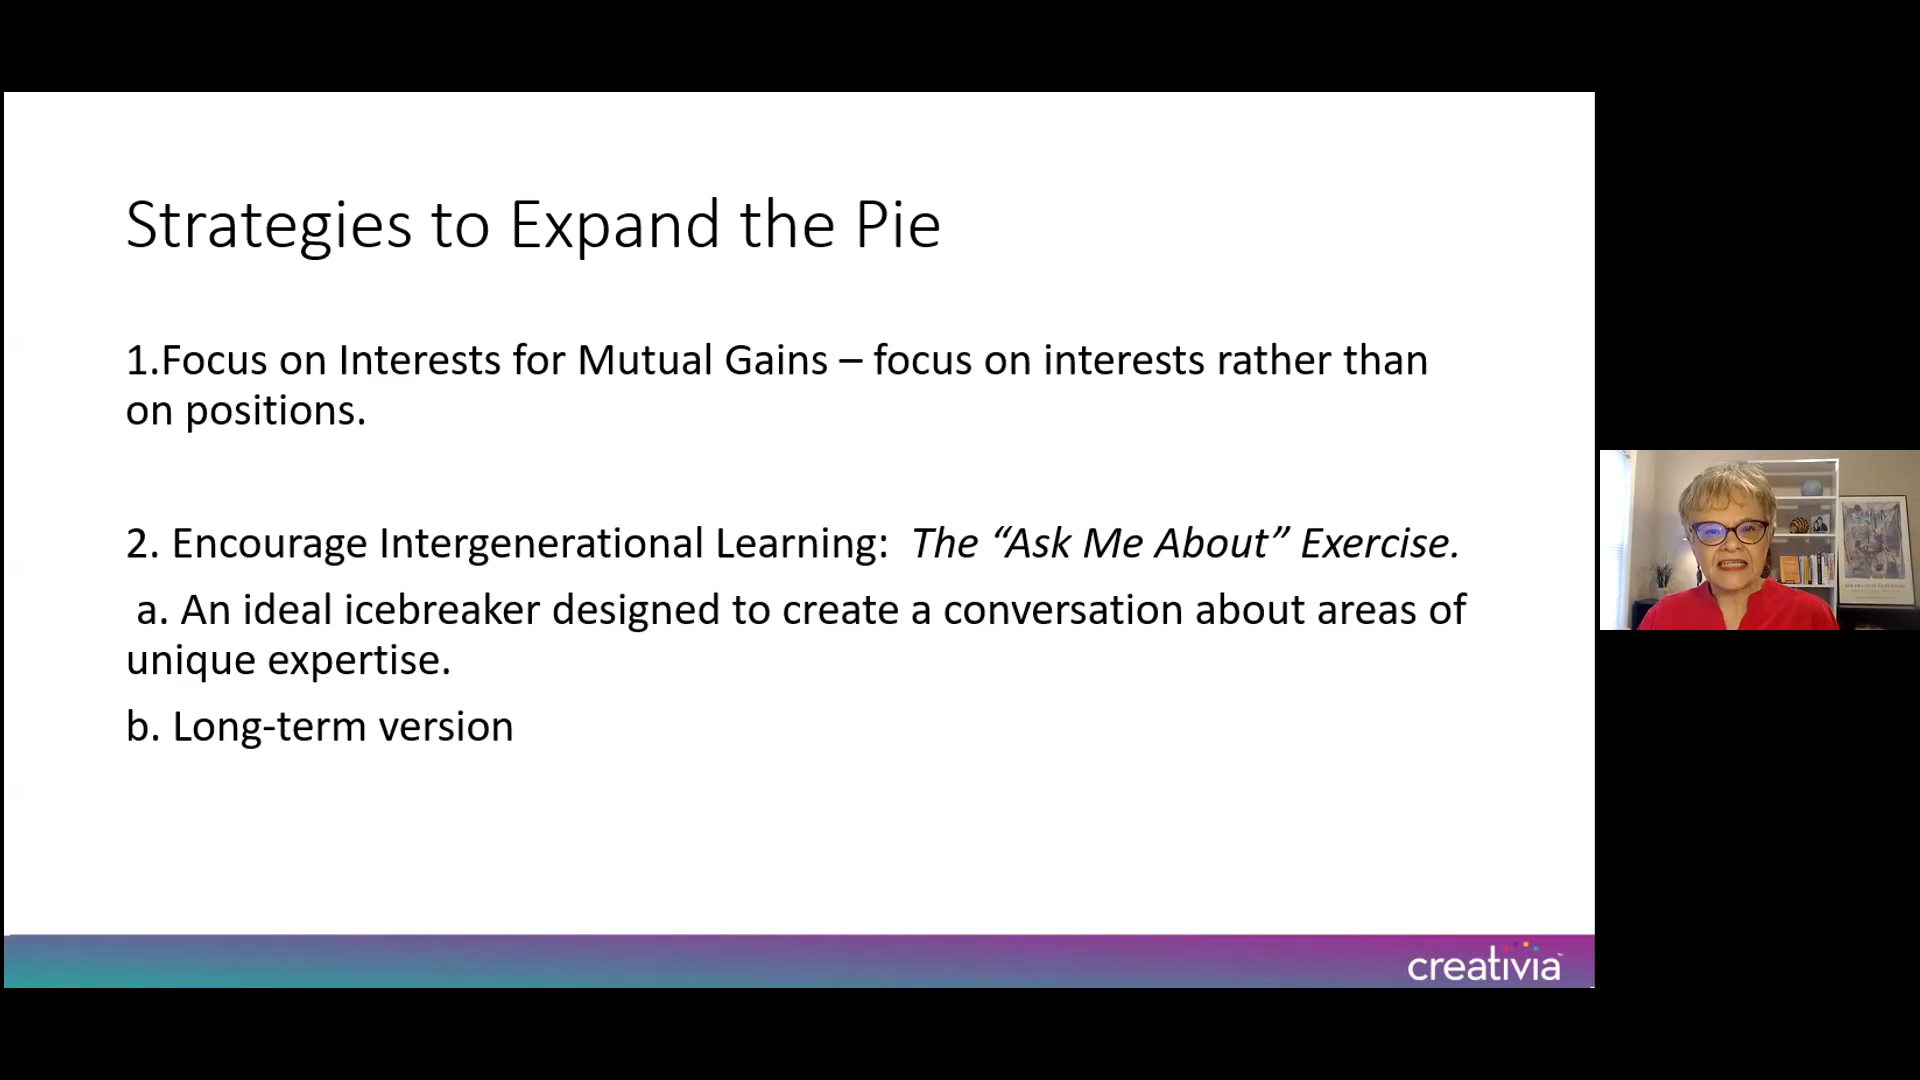 Strategies to Expand the Pie
1.Focus on Interests for Mutual Gains – focus on interests rather than
on positions.
2. Encourage Intergenerational Learning:  The “Ask Me About” Exercise.
a. An ideal icebreaker designed to create a conversation about areas of
unique expertise.
b. Long-term version
creativia